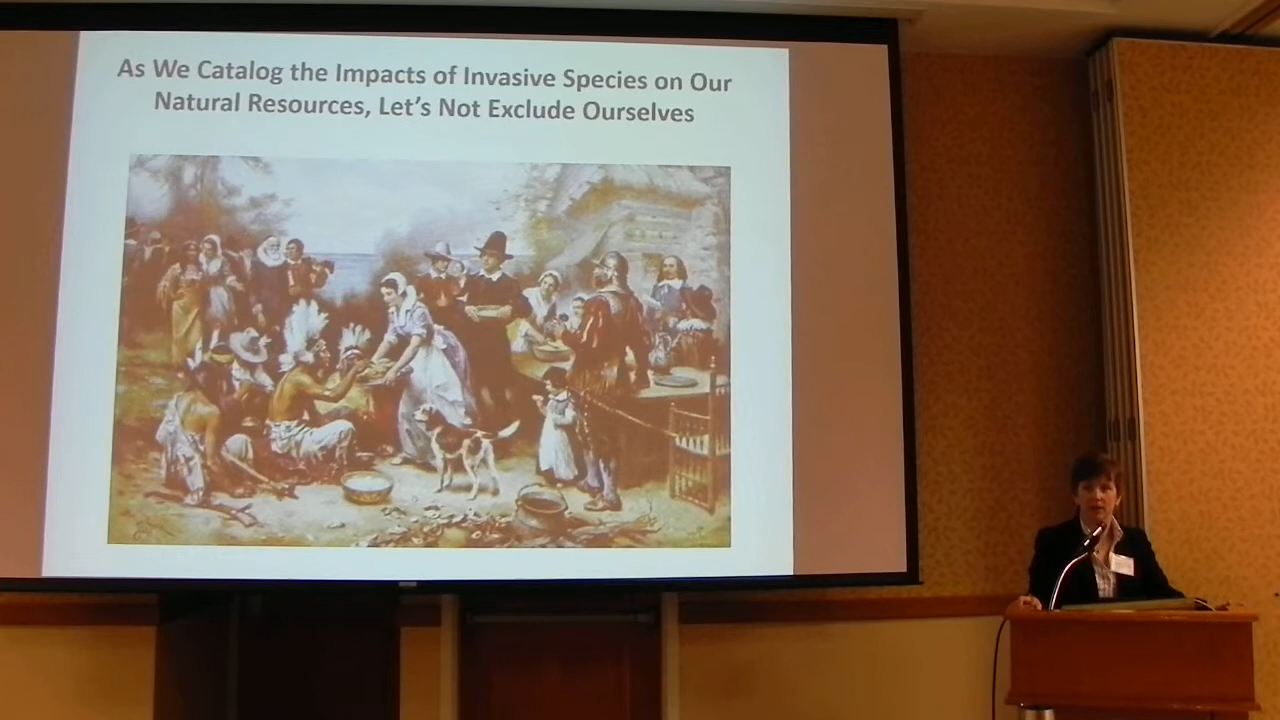 As We Catalog the Impacts of Invasive Species on Our
Natural Resources, Let's Not Exclude Ourselves